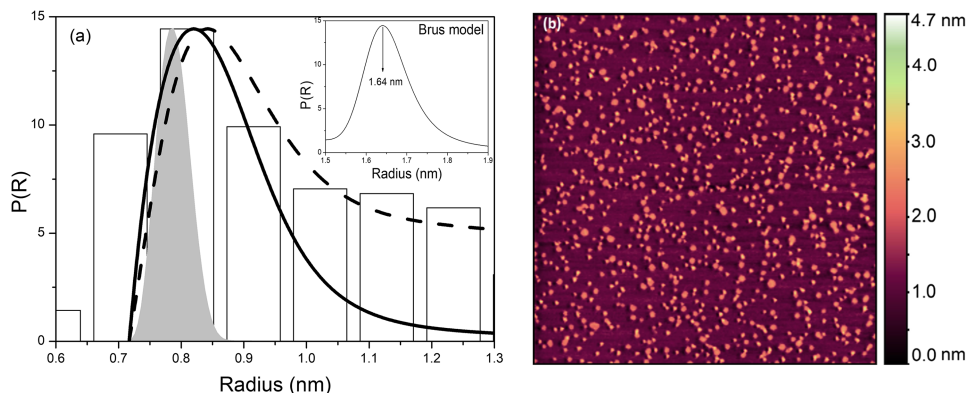 (a)
Brus model
15
10
5
0
P(R)
1.64 nm
1.5
1.6
1.7
1.8
1.9
Radius (nm)
15
10
5
0
P(R)
0.6
0.7
0.8
0.9
1.0
1.1
1.2
1.3
Radius (nm)
(b)
4.7 nm
4.0
3.0
2.0
1.0
0.0 nm